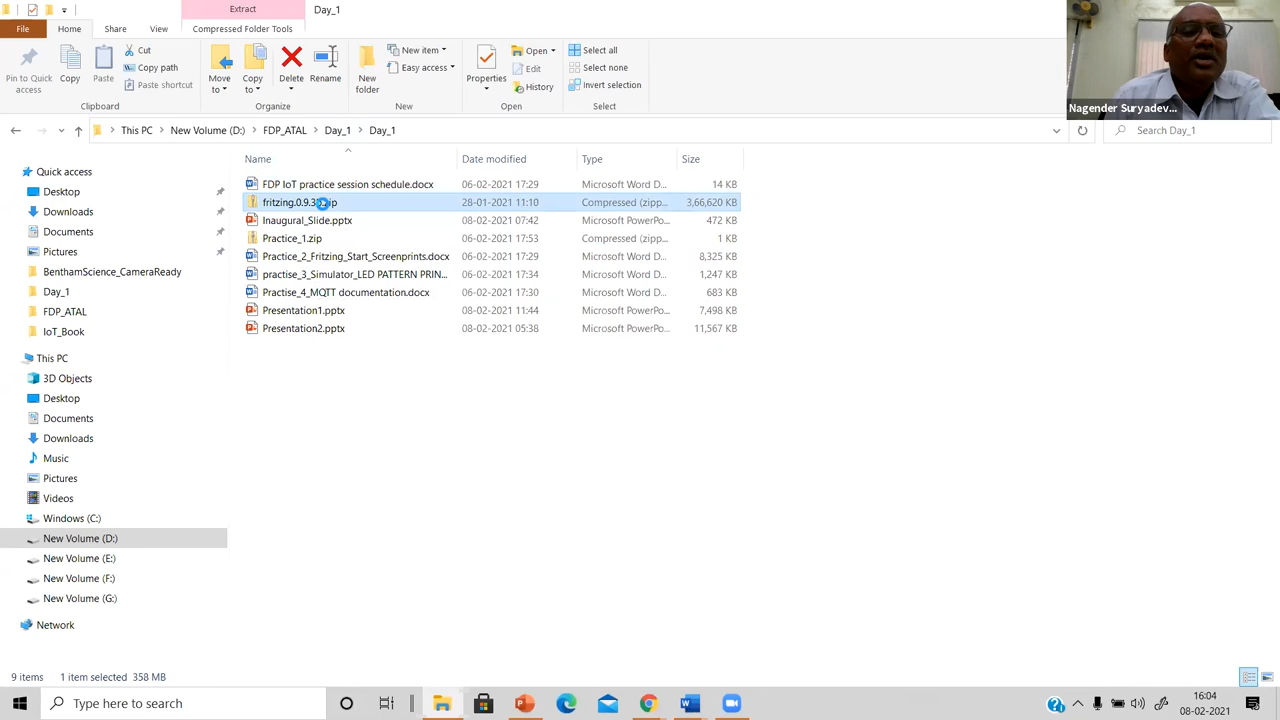 Extract
Day_1
File
Home
Share
View
Compressed Folder Tools
Pin to Quick access
Copy
Paste
Cut
Copy path
Paste shortcut
Clipboard
Move to
Copy to
Delete
Rename
Organize
New folder
New item
Easy access
New
Properties
Open
Edit
History
Open
Select all
Select none
Invert selection
Select
Nagender Suryadev...
This PC
New Volume (D:)
FDP_ATAL
Day_1
Day_1
Search Day_1
Name
Date modified
Type
Size
FDP IoT practice session schedule.docx 06-02-2021 17:29 Microsoft Word D... 14 KB
28-01-2021 11:10 Compressed (zipp... 3,66,620 KB
Inaugural_Slide.pptx 08-02-2021 07:42 Microsoft PowerPo... 472 KB
Practice_1.zip 06-02-2021 17:53 Compressed (zipp... 1 KB
Practice_2_Fritzing_Start_Screenprints.docx 06-02-2021 17:29 Microsoft Word D... 8,325 KB
practise_3_Simulator_LED PATTERN PRIN... 06-02-2021 17:34 Microsoft Word D... 1,247 KB
Practise_4_MQTT documentation.docx 06-02-2021 17:30 Microsoft Word D... 683 KB
Presentation1.pptx 08-02-2021 11:44 Microsoft PowerPo... 7,498 KB
Presentation2.pptx 08-02-2021 05:38 Microsoft PowerPo... 11,567 KB
Quick access
Desktop
Downloads
Documents
Pictures
BenthamScience_CameraReady
Day_1
FDP_ATAL
IoT_Book
This PC
3D Objects
Desktop
Documents
Downloads
Music
Pictures
Videos
Windows (C:)
New Volume (D:)
New Volume (E:)
New Volume (F:)
New Volume (G:)
Network
9 items
1 item selected 358 MB
Type here to search
16:04
08-02-2021